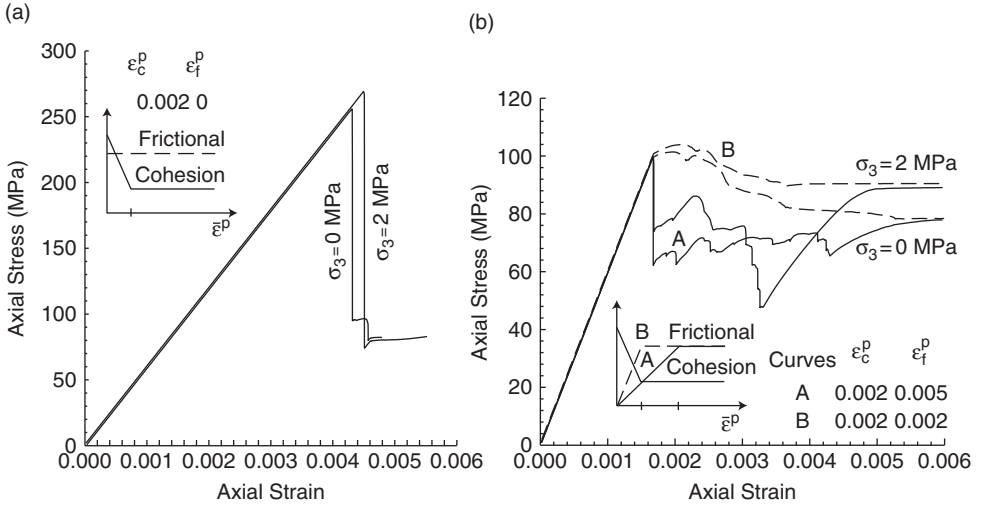 (a)
300
250
200
150
100
50
0
Axial Stress (MPa)
ε_c^p ε_f^p
0.002 0
Frictional
Cohesion
ε̄^p
σ3=0 MPa
σ3=2 MPa
0.000 0.001 0.002 0.003 0.004 0.005 0.006
Axial Strain
(b)
120
100
80
60
40
20
0
Axial Stress (MPa)
B
σ3=2 MPa
A
σ3=0 MPa
B Frictional
A
Cohesion
ε̄^p
Curves ε_c^p ε_f^p
A 0.002 0.005
B 0.002 0.002
0.000 0.001 0.002 0.003 0.004 0.005 0.006
Axial Strain